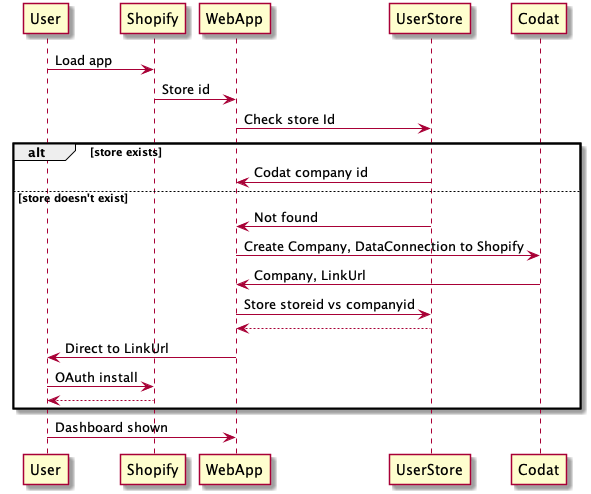 User Shopify WebApp UserStore Codat
Load app
Store id
Check store Id
alt [store exists]
Codat company id
[store doesn't exist]
Not found
Create Company, DataConnection to Shopify
Company, LinkUrl
Store storeid vs companyid
Direct to LinkUrl
OAuth install
Dashboard shown
User Shopify WebApp UserStore Codat